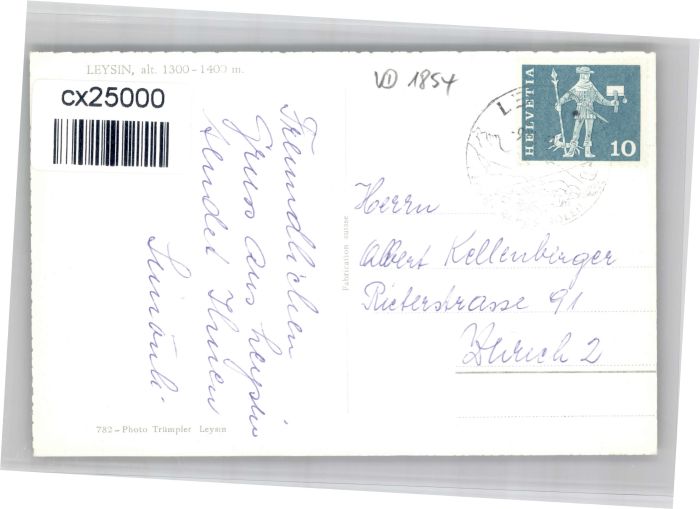 LEYSIN, alt. 1300-1400 m.
cx25000
VD 1854
HELVETIA
10
Freundlichen
Gruss aus Leysin
sendet Ihnen
Herrn
Albert Kellenbirger
Rieterstrasse 91
Zürich 2
Fabrication suisse
782 - Photo Trümpler Leysin